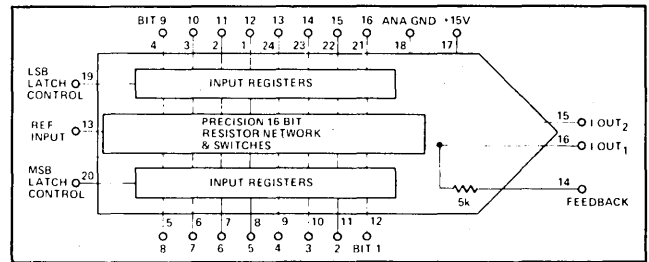 BIT 9 10 11 12 13 14 15 16 ANA GND +15V
4 3 2 1 24 23 22 21 18 17
LSB
LATCH 19
CONTROL
INPUT REGISTERS
REF 13
INPUT
PRECISION 16 BIT
RESISTOR NETWORK
& SWITCHES
15 I OUT2
16 I OUT1
MSB
LATCH 20
CONTROL
INPUT REGISTERS
5k
14
FEEDBACK
5 6 7 8 9 10 11 12
8 7 6 5 4 3 2 BIT 1